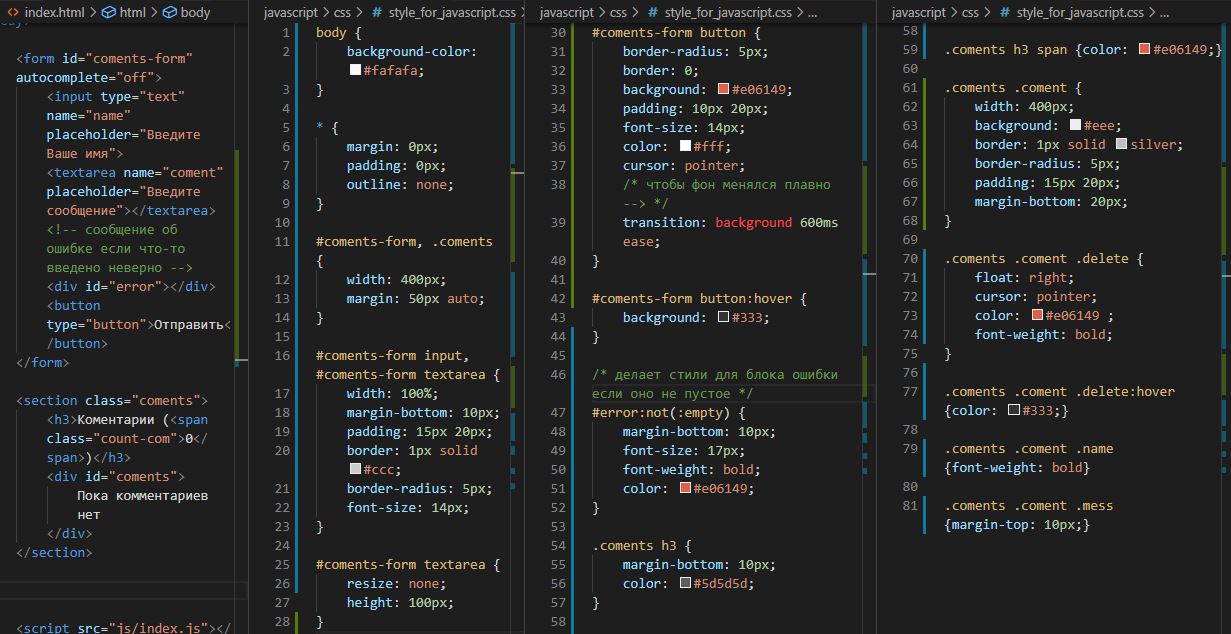 index.html > html > body
<form id="coments-form"
autocomplete="off">
<input type="text"
name="name"
placeholder="Введите
Ваше имя">
<textarea name="coment"
placeholder="Введите
сообщение"></textarea>
<!-- сообщение об
ошибке если что-то
введено неверно -->
<div id="error"></div>
<button
type="button">Отправить<
/button>
</form>
<section class="coments">
<h3>Коментарии (<span
class="count-com">0</
span>)</h3>
<div id="coments">
Пока комментариев
нет
</div>
</section>
<script src="js/index.js"></
javascript > css > # style_for_javascript.css >
1 body {
2 background-color:
#fafafa;
3 }
4
5 * {
6 margin: 0px;
7 padding: 0px;
8 outline: none;
9 }
10
11 #coments-form, .coments
{
12 width: 400px;
13 margin: 50px auto;
14 }
15
16 #coments-form input,
#coments-form textarea {
17 width: 100%;
18 margin-bottom: 10px;
19 padding: 15px 20px;
20 border: 1px solid
#ccc;
21 border-radius: 5px;
22 font-size: 14px;
23 }
24
25 #coments-form textarea {
26 resize: none;
27 height: 100px;
28 }
javascript > css > # style_for_javascript.css > ...
30 #coments-form button {
31 border-radius: 5px;
32 border: 0;
33 background: #e06149;
34 padding: 10px 20px;
35 font-size: 14px;
36 color: #fff;
37 cursor: pointer;
38 /* чтобы фон менялся плавно
--> */
39 transition: background 600ms
ease;
40 }
41
42 #coments-form button:hover {
43 background: #333;
44 }
45
46 /* делает стили для блока ошибки
если оно не пустое */
47 #error:not(:empty) {
48 margin-bottom: 10px;
49 font-size: 17px;
50 font-weight: bold;
51 color: #e06149;
52 }
53
54 .coments h3 {
55 margin-bottom: 10px;
56 color: #5d5d5d;
57 }
58
javascript > css > # style_for_javascript.css > ...
58
59 .coments h3 span {color: #e06149;}
60
61 .coments .coment {
62 width: 400px;
63 background: #eee;
64 border: 1px solid silver;
65 border-radius: 5px;
66 padding: 15px 20px;
67 margin-bottom: 20px;
68 }
69
70 .coments .coment .delete {
71 float: right;
72 cursor: pointer;
73 color: #e06149 ;
74 font-weight: bold;
75 }
76
77 .coments .coment .delete:hover
{color: #333;}
78
79 .coments .coment .name
{font-weight: bold}
80
81 .coments .coment .mess
{margin-top: 10px;}